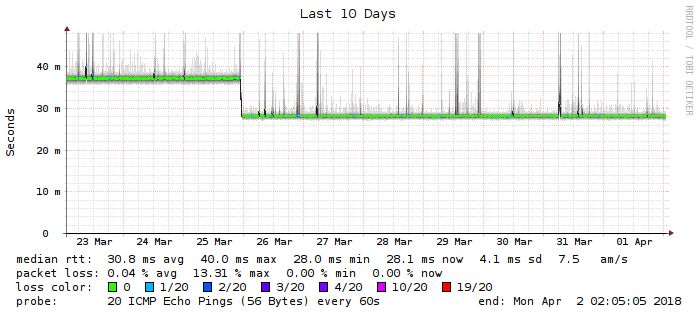 Last 10 Days
RRDTOOL / TOBI OETIKER
Seconds
40 m
30 m
20 m
10 m
0
23 Mar 24 Mar 25 Mar 26 Mar 27 Mar 28 Mar 29 Mar 30 Mar 31 Mar 01 Apr
median rtt: 30.8 ms avg 40.0 ms max 28.0 ms min 28.1 ms now 4.1 ms sd 7.5 am/s
packet loss: 0.04 % avg 13.31 % max 0.00 % min 0.00 % now
loss color: 0 1/20 2/20 3/20 4/20 10/20 19/20
probe: 20 ICMP Echo Pings (56 Bytes) every 60s end: Mon Apr 2 02:05:05 2018